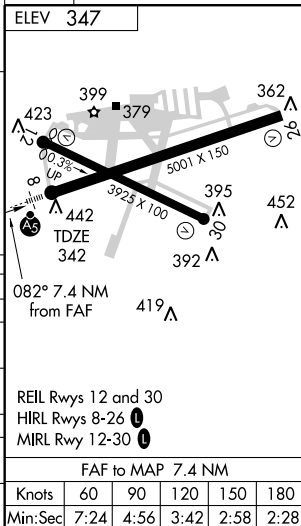 ELEV 347
399
379
362
423
12
0.3%
UP
5001 X 150
26
3925 X 100
8
395
30
452
442
TDZE
342
A5
392
082° 7.4 NM
from FAF
419
REIL Rwys 12 and 30
HIRL Rwys 8-26 L
MIRL Rwy 12-30 L
FAF to MAP 7.4 NM
Knots 60 90 120 150 180
Min:Sec 7:24 4:56 3:42 2:58 2:28